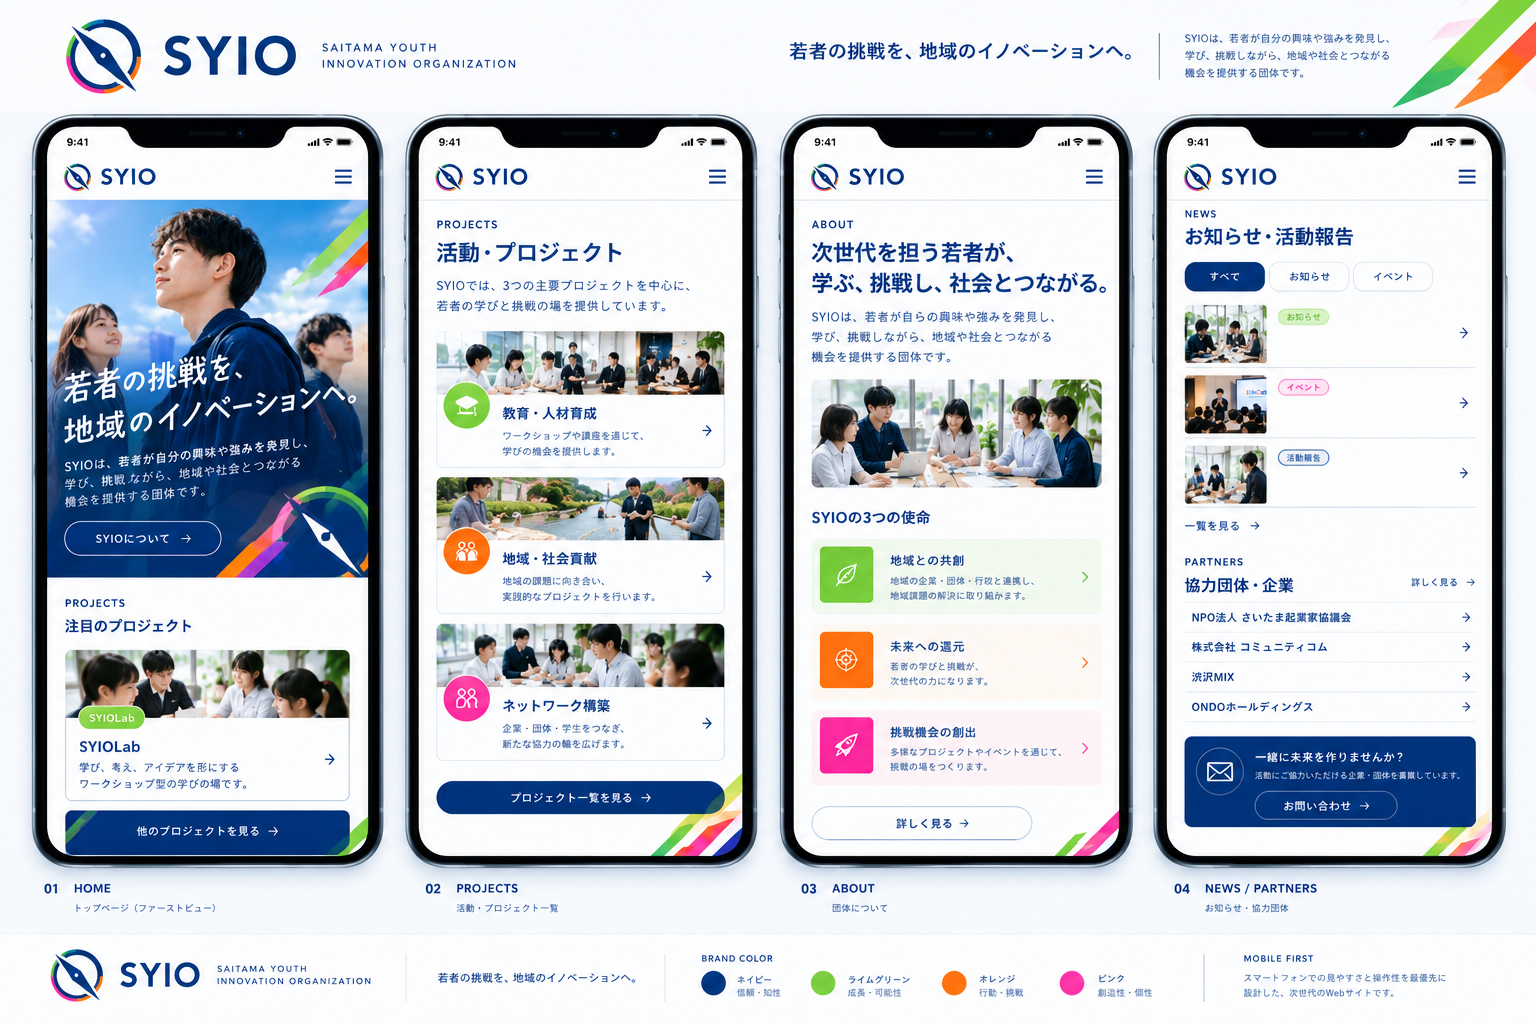 SYIO
SAITAMA YOUTH
INNOVATION ORGANIZATION
若者の挑戦を、地域のイノベーションへ。
SYIOは、若者が自分の興味や強みを発見し、
学び、挑戦しながら、地域や社会とつながる
機会を提供する団体です。
9:41
SYIO
若者の挑戦を、
地域のイノベーションへ。
SYIOは、若者が自分の興味や強みを発見し、
学び、挑戦しながら、地域や社会とつながる
機会を提供する団体です。
SYIOについて →
PROJECTS
注目のプロジェクト
SYIOLab
SYIOLab
学び、考え、アイデアを形にする
ワークショップ型の学びの場です。
他のプロジェクトを見る →
01 HOME
トップページ（ファーストビュー）
9:41
SYIO
PROJECTS
活動・プロジェクト
SYIOでは、3つの主要プロジェクトを中心に、
若者の学びと挑戦の場を提供しています。
教育・人材育成
ワークショップや講座を通じて、
学びの機会を提供します。
地域・社会貢献
地域の課題に向き合い、
実践的なプロジェクトを行います。
ネットワーク構築
企業・団体・学生をつなぎ、
新たな協力の輪を広げます。
プロジェクト一覧を見る →
02 PROJECTS
活動・プロジェクト一覧
9:41
SYIO
ABOUT
次世代を担う若者が、
学ぶ、挑戦し、社会とつながる。
SYIOは、若者が自らの興味や強みを発見し、
学び、挑戦しながら、地域や社会とつながる
機会を提供する団体です。
SYIOの3つの使命
地域との共創
地域の企業・団体・行政と連携し、
地域課題の解決に取り組みます。
未来への還元
若者の学びと挑戦が、
次世代の力になります。
挑戦機会の創出
多様なプロジェクトやイベントを通じて、
挑戦の場をつくります。
詳しく見る →
03 ABOUT
団体について
9:41
SYIO
NEWS
お知らせ・活動報告
すべて
お知らせ
イベント
お知らせ
イベント
活動報告
一覧を見る →
PARTNERS
協力団体・企業
詳しく見る →
NPO法人 さいたま起業家協議会
株式会社 コミュニティコム
渋沢MIX
ONDOホールディングス
一緒に未来を作りませんか？
活動にご協力いただける企業・団体を募集しています。
お問い合わせ →
04 NEWS / PARTNERS
お知らせ・協力団体
SYIO
SAITAMA YOUTH
INNOVATION ORGANIZATION
若者の挑戦を、地域のイノベーションへ。
BRAND COLOR
ネイビー
信頼・知性
ライムグリーン
成長・可能性
オレンジ
行動・挑戦
ピンク
創造性・個性
MOBILE FIRST
スマートフォンでの見やすさと操作性を最優先に
設計した、次世代のWebサイトです。